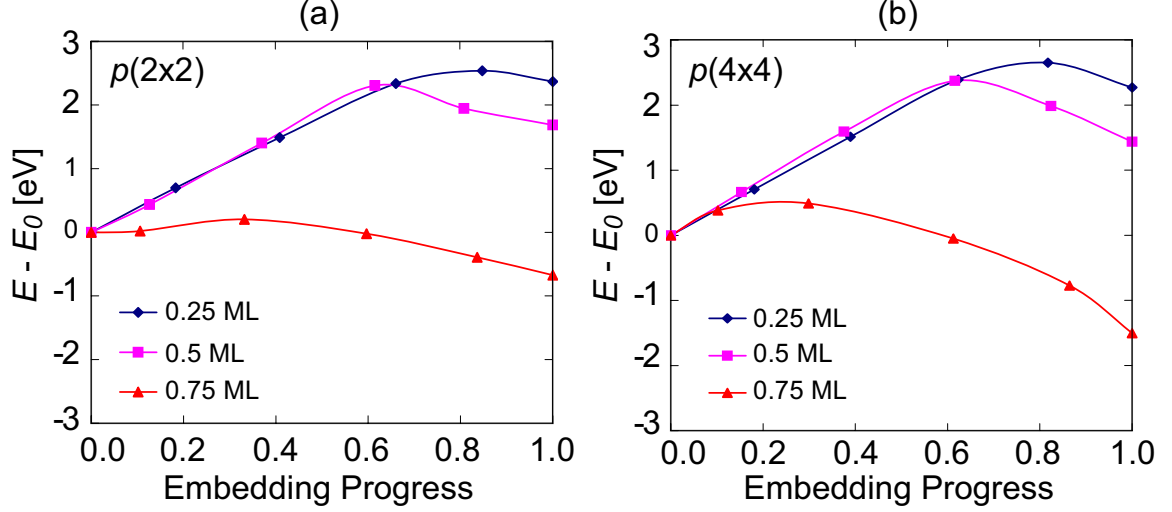 (a)
p(2x2)
E - E0 [eV]
3
2
1
0
-1
-2
-3
0.25 ML
0.5 ML
0.75 ML
0.0 0.2 0.4 0.6 0.8 1.0
Embedding Progress
(b)
p(4x4)
E - E0 [eV]
3
2
1
0
-1
-2
-3
0.25 ML
0.5 ML
0.75 ML
0.0 0.2 0.4 0.6 0.8 1.0
Embedding Progress